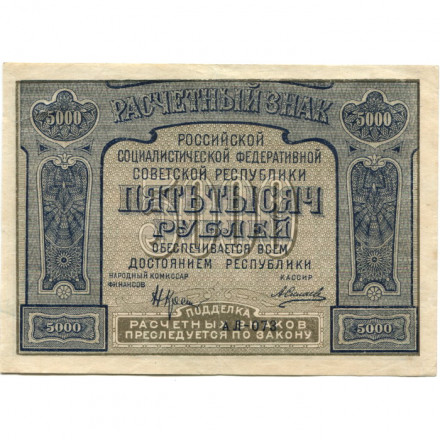 5000 РАСЧЕТНЫЙ ЗНАК 5000
РОССИЙСКОЙ
СОЦИАЛИСТИЧЕСКОЙ ФЕДЕРАТИВНОЙ
СОВЕТСКОЙ РЕСПУБЛИКИ
ПЯТЬ ТЫСЯЧ
РУБЛЕЙ
ОБЕСПЕЧИВАЕТСЯ ВСЕМ
ДОСТОЯНИЕМ РЕСПУБЛИКИ
НАРОДНЫЙ КОМИССАР КАССИР
ФИНАНСОВ
5000 ПОДДЕЛКА 5000
РАСЧЕТНЫХ ЗНАКОВ
ПРЕСЛЕДУЕТСЯ ПО ЗАКОНУ